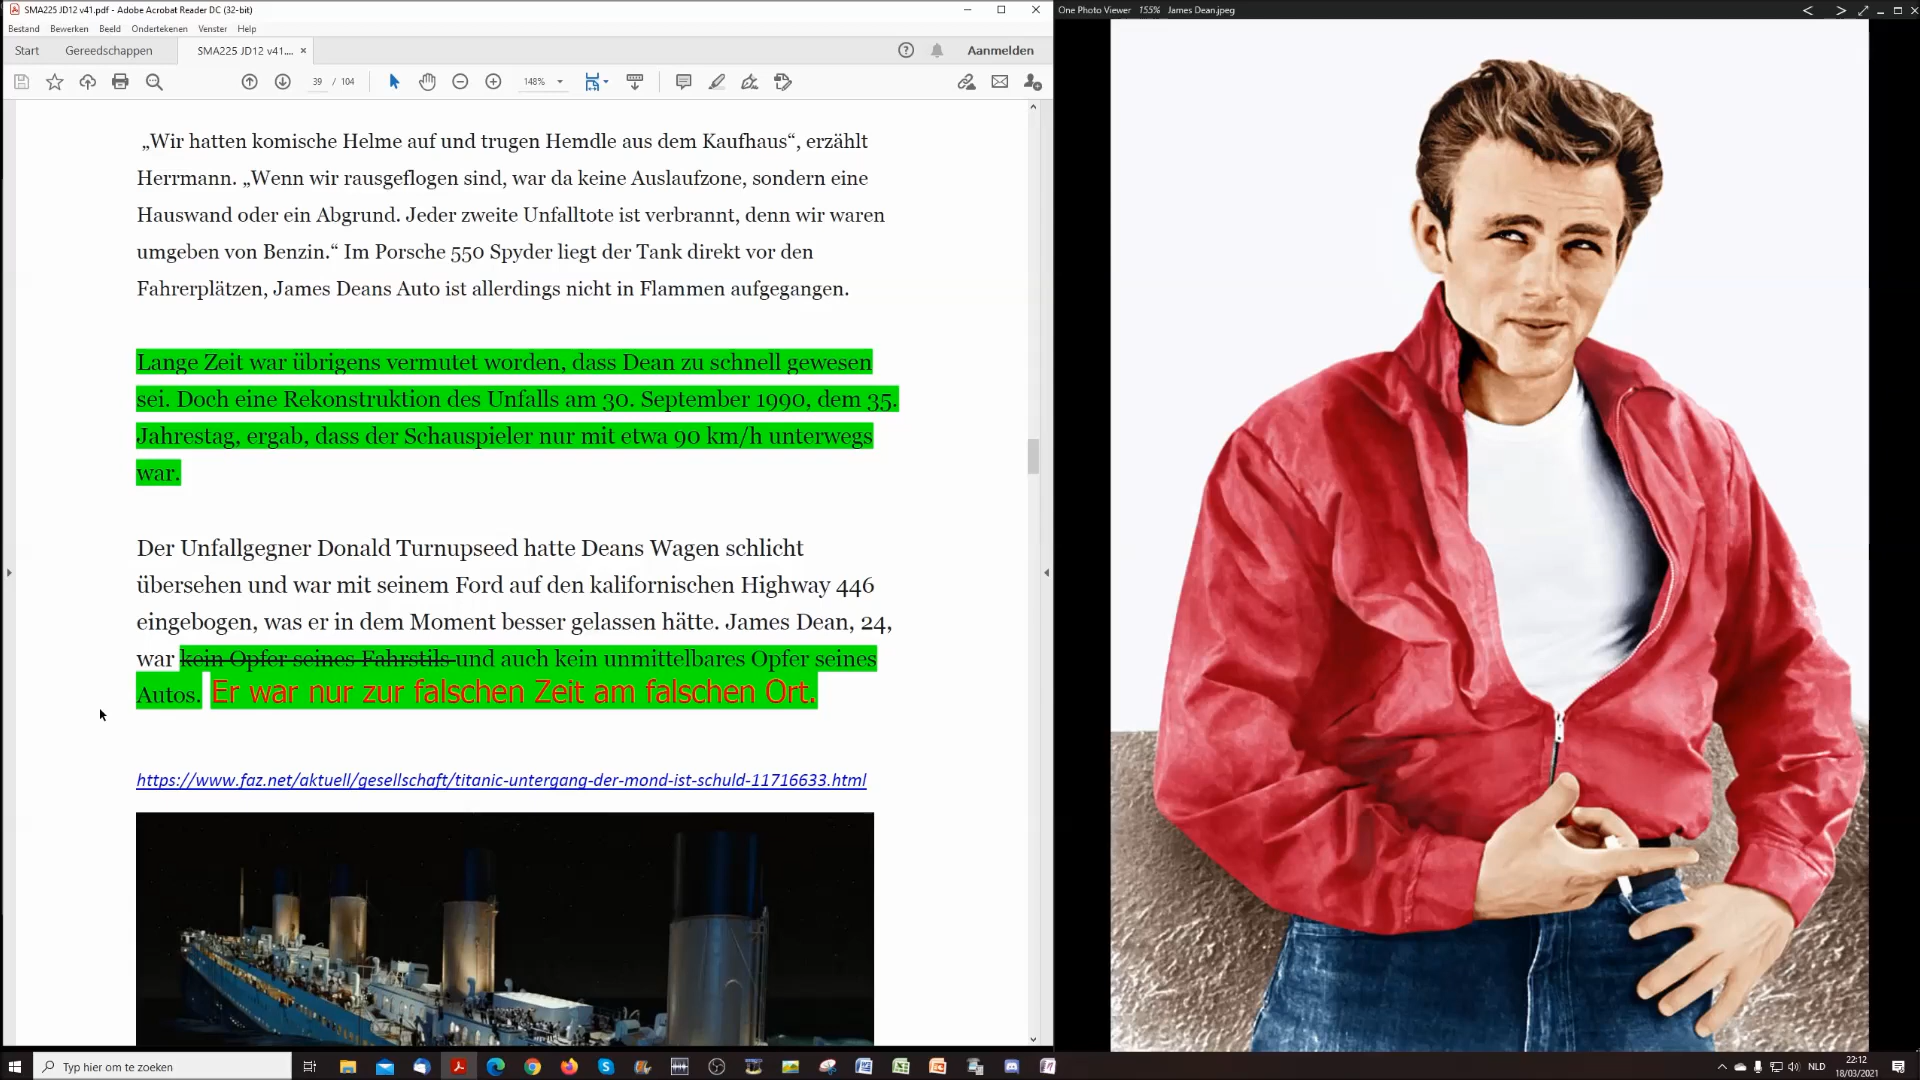 SMA225 JD12 v41.pdf - Adobe Acrobat Reader DC (32-bit)
Bestand Bewerken Beeld Ondertekenen Venster Help
Start Gereedschappen SMA225 JD12 v41.... × Aanmelden
39 / 104 148%
„Wir hatten komische Helme auf und trugen Hemdle aus dem Kaufhaus“, erzählt
Herrmann. „Wenn wir rausgeflogen sind, war da keine Auslaufzone, sondern eine
Hauswand oder ein Abgrund. Jeder zweite Unfalltote ist verbrannt, denn wir waren
umgeben von Benzin.“ Im Porsche 550 Spyder liegt der Tank direkt vor den
Fahrerplätzen, James Deans Auto ist allerdings nicht in Flammen aufgegangen.
Lange Zeit war übrigens vermutet worden, dass Dean zu schnell gewesen
sei. Doch eine Rekonstruktion des Unfalls am 30. September 1990, dem 35.
Jahrestag, ergab, dass der Schauspieler nur mit etwa 90 km/h unterwegs
war.
Der Unfallgegner Donald Turnupseed hatte Deans Wagen schlicht
übersehen und war mit seinem Ford auf den kalifornischen Highway 446
eingebogen, was er in dem Moment besser gelassen hätte. James Dean, 24,
war kein Opfer seines Fahrstils und auch kein unmittelbares Opfer seines
Autos. Er war nur zur falschen Zeit am falschen Ort.
https://www.faz.net/aktuell/gesellschaft/titanic-untergang-der-mond-ist-schuld-11716633.html
One Photo Viewer 155% James Dean.jpeg
Typ hier om te zoeken
NLD
22:12
18/03/2021